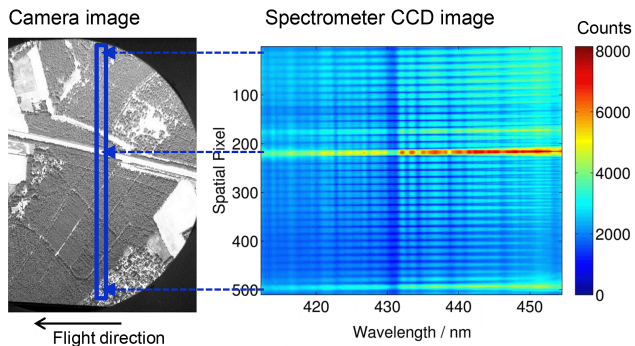 Camera image
Spectrometer CCD image
Counts
8000
6000
4000
2000
0
100
200
300
400
500
Spatial Pixel
420
430
440
450
Wavelength / nm
Flight direction